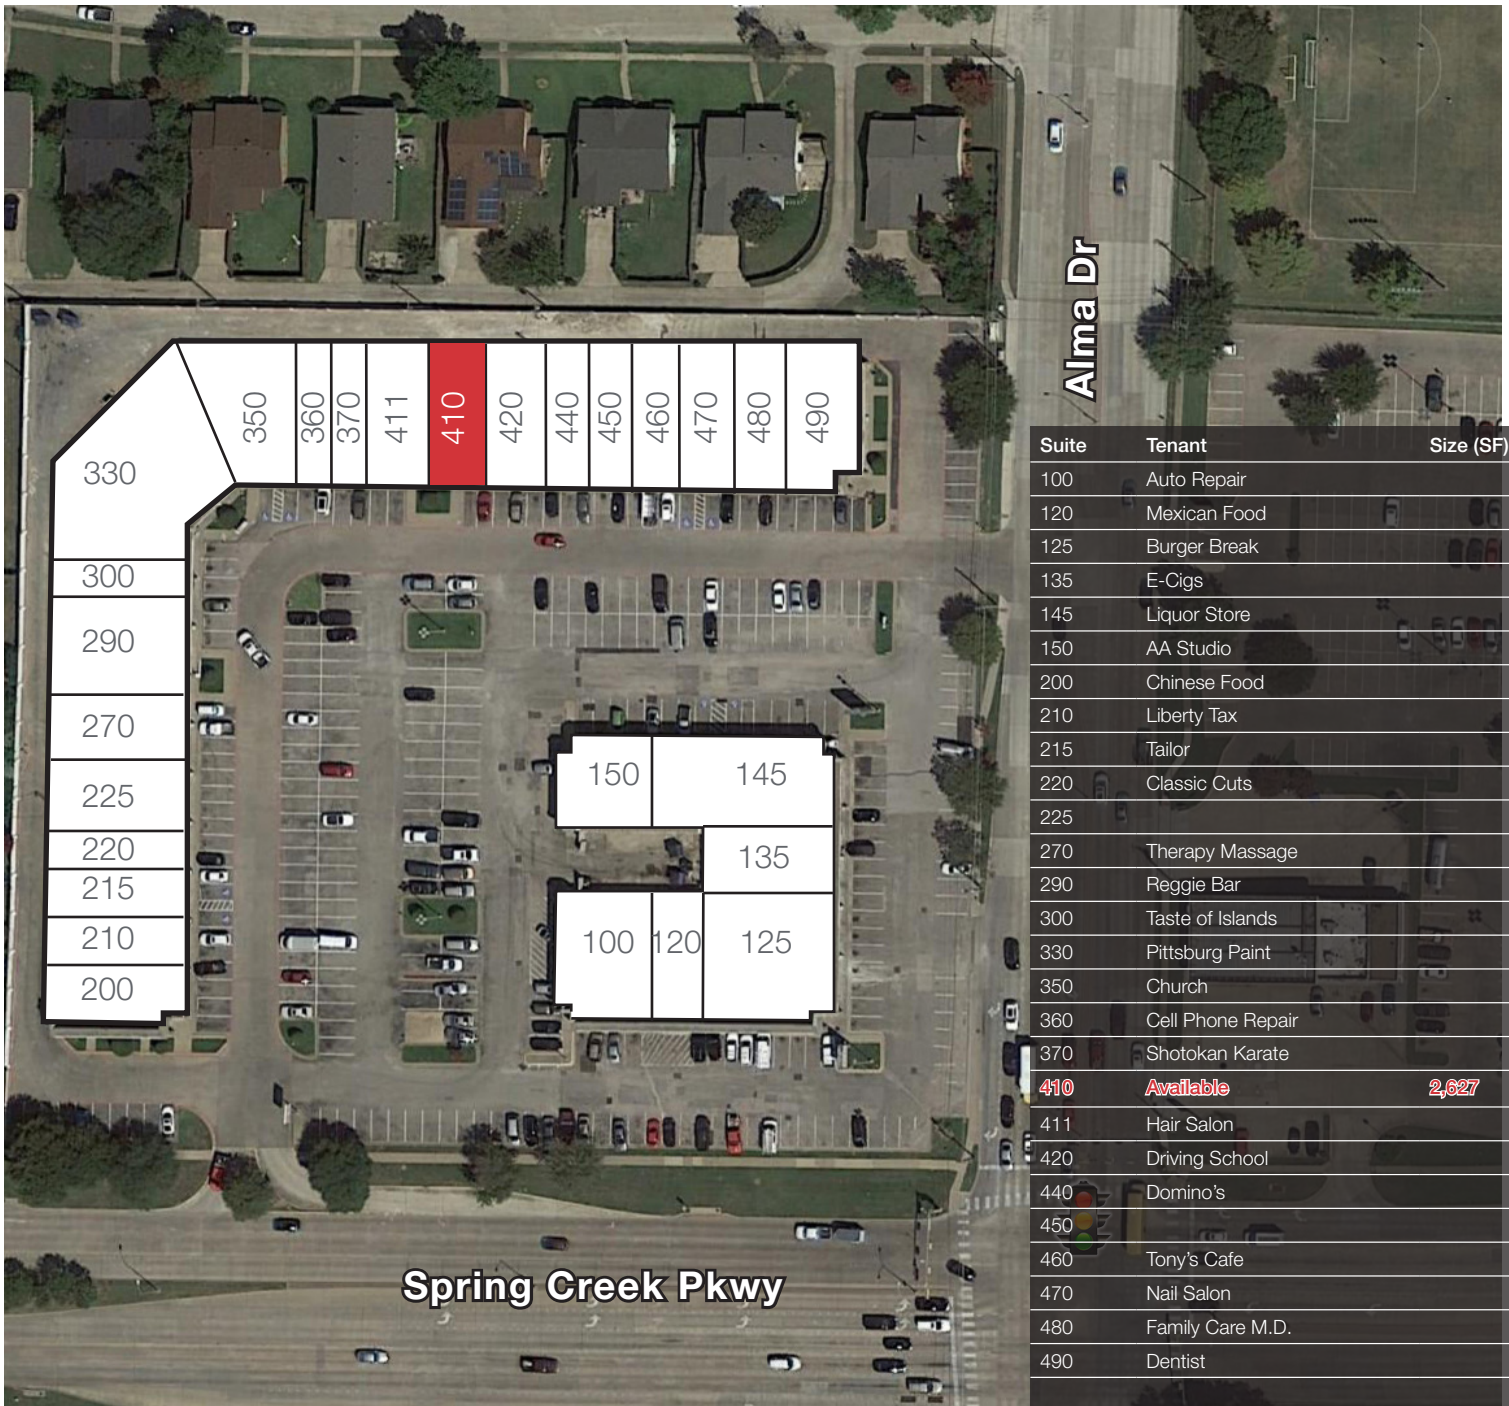 Alma Dr
350
360
370
411
410
420
440
450
460
470
480
490
330
300
290
270
225
220
215
210
200
150
145
135
100
120
125
Spring Creek Pkwy
Suite Tenant Size (SF)
100 Auto Repair
120 Mexican Food
125 Burger Break
135 E-Cigs
145 Liquor Store
150 AA Studio
200 Chinese Food
210 Liberty Tax
215 Tailor
220 Classic Cuts
225
270 Therapy Massage
290 Reggie Bar
300 Taste of Islands
330 Pittsburg Paint
350 Church
360 Cell Phone Repair
370 Shotokan Karate
410 Available 2,627
411 Hair Salon
420 Driving School
440 Domino's
450
460 Tony's Cafe
470 Nail Salon
480 Family Care M.D.
490 Dentist